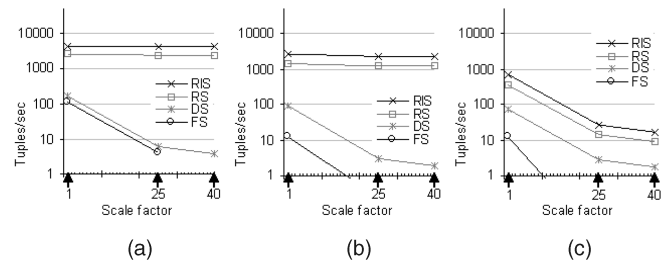 Tuples/sec
10000
1000
100
10
1
RIS
RS
DS
FS
1 25 40
Scale factor
(a)
Tuples/sec
10000
1000
100
10
1
RIS
RS
DS
FS
1 25 40
Scale factor
(b)
Tuples/sec
10000
1000
100
10
1
RIS
RS
DS
FS
1 25 40
Scale factor
(c)